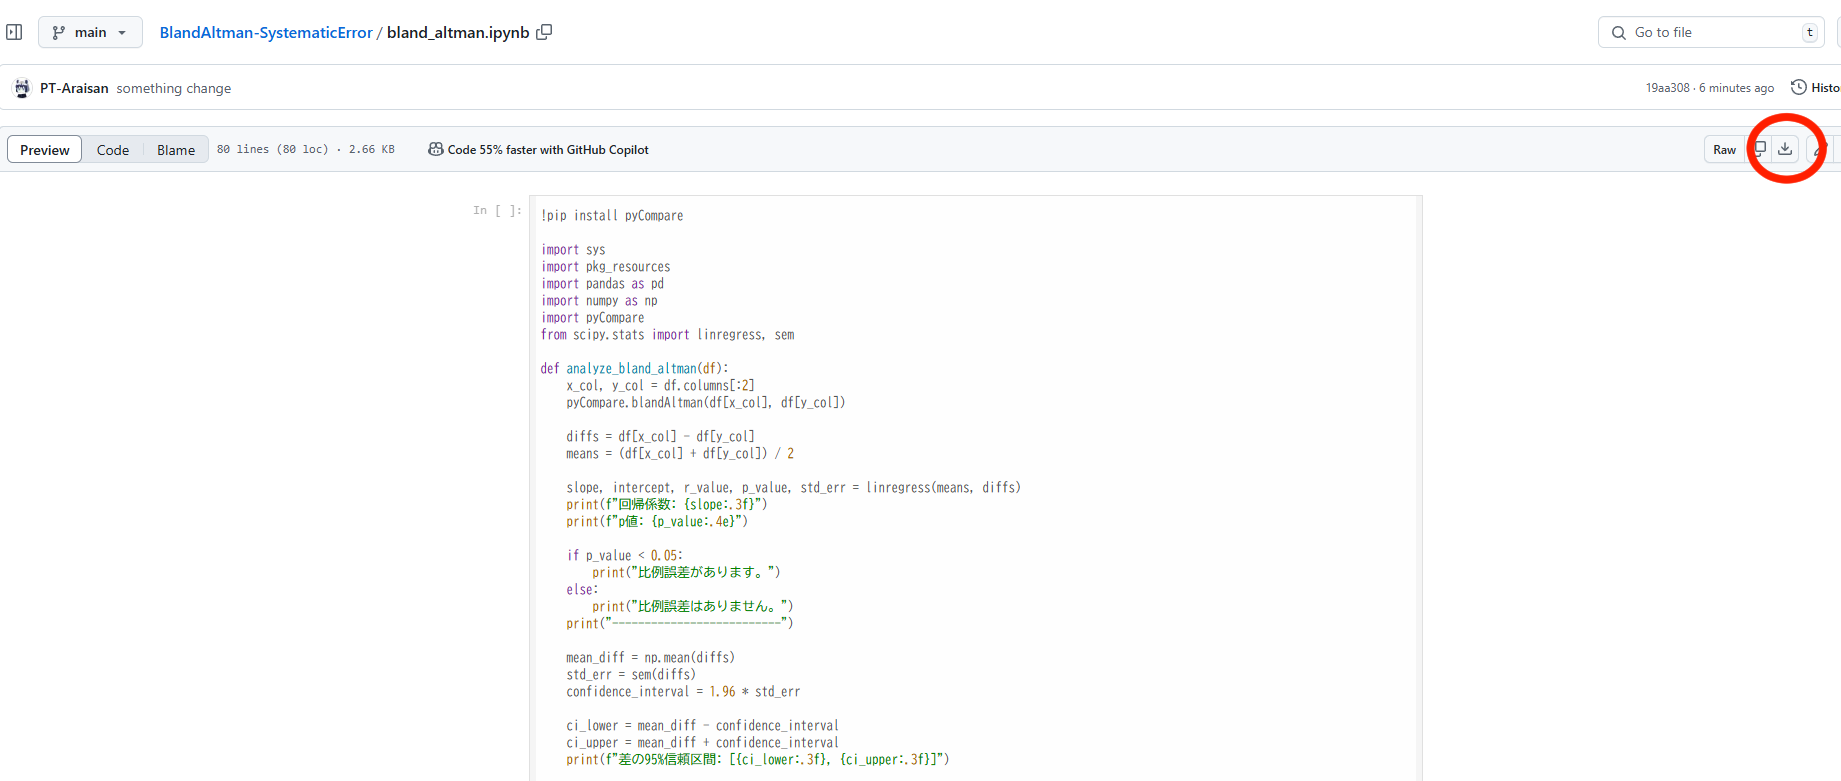 main
BlandAltman-SystematicError / bland_altman.ipynb
Go to file
t
PT-Araisan something change
19aa308 · 6 minutes ago
Histo
Preview Code Blame 80 lines (80 loc) · 2.66 KB Code 55% faster with GitHub Copilot
Raw
In [ ]:
!pip install pyCompare
import sys
import pkg_resources
import pandas as pd
import numpy as np
import pyCompare
from scipy.stats import linregress, sem
def analyze_bland_altman(df):
x_col, y_col = df.columns[:2]
pyCompare.blandAltman(df[x_col], df[y_col])
diffs = df[x_col] - df[y_col]
means = (df[x_col] + df[y_col]) / 2
slope, intercept, r_value, p_value, std_err = linregress(means, diffs)
print(f"回帰係数: {slope:.3f}")
print(f"p値: {p_value:.4e}")
if p_value < 0.05:
print("比例誤差があります。")
else:
print("比例誤差はありません。")
print("--------------------------")
mean_diff = np.mean(diffs)
std_err = sem(diffs)
confidence_interval = 1.96 * std_err
ci_lower = mean_diff - confidence_interval
ci_upper = mean_diff + confidence_interval
print(f"差の95%信頼区間: [{ci_lower:.3f}, {ci_upper:.3f}]")